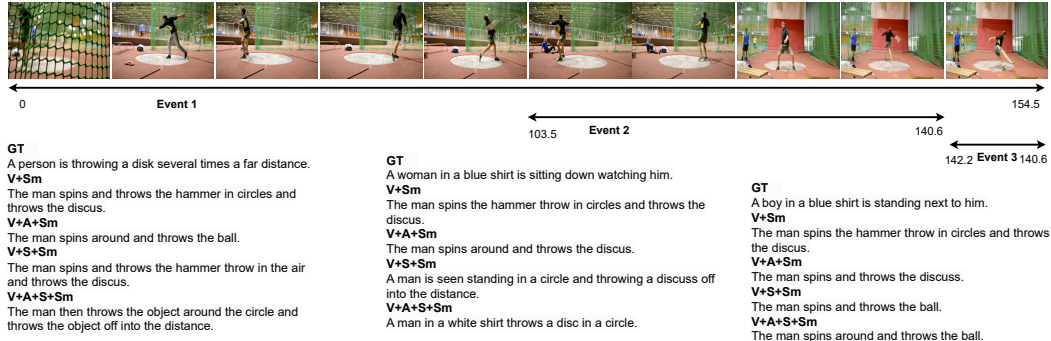 0
Event 1
154.5
103.5
Event 2
140.6
142.2
Event 3
140.6
GT
A person is throwing a disk several times a far distance.
V+Sm
The man spins and throws the hammer in circles and
throws the discus.
V+A+Sm
The man spins around and throws the ball.
V+S+Sm
The man spins and throws the hammer throw in the air
and throws the discus.
V+A+S+Sm
The man then throws the object around the circle and
throws the object off into the distance.
GT
A woman in a blue shirt is sitting down watching him.
V+Sm
The man spins the hammer throw in circles and throws the
discus.
V+A+Sm
The man spins around and throws the discus.
V+S+Sm
A man is seen standing in a circle and throwing a discuss off
into the distance.
V+A+S+Sm
A man in a white shirt throws a disc in a circle.
GT
A boy in a blue shirt is standing next to him.
V+Sm
The man spins the hammer throw in circles and throws
the discus.
V+A+Sm
The man spins and throws the discuss.
V+S+Sm
The man spins and throws the ball.
V+A+S+Sm
The man spins around and throws the ball.